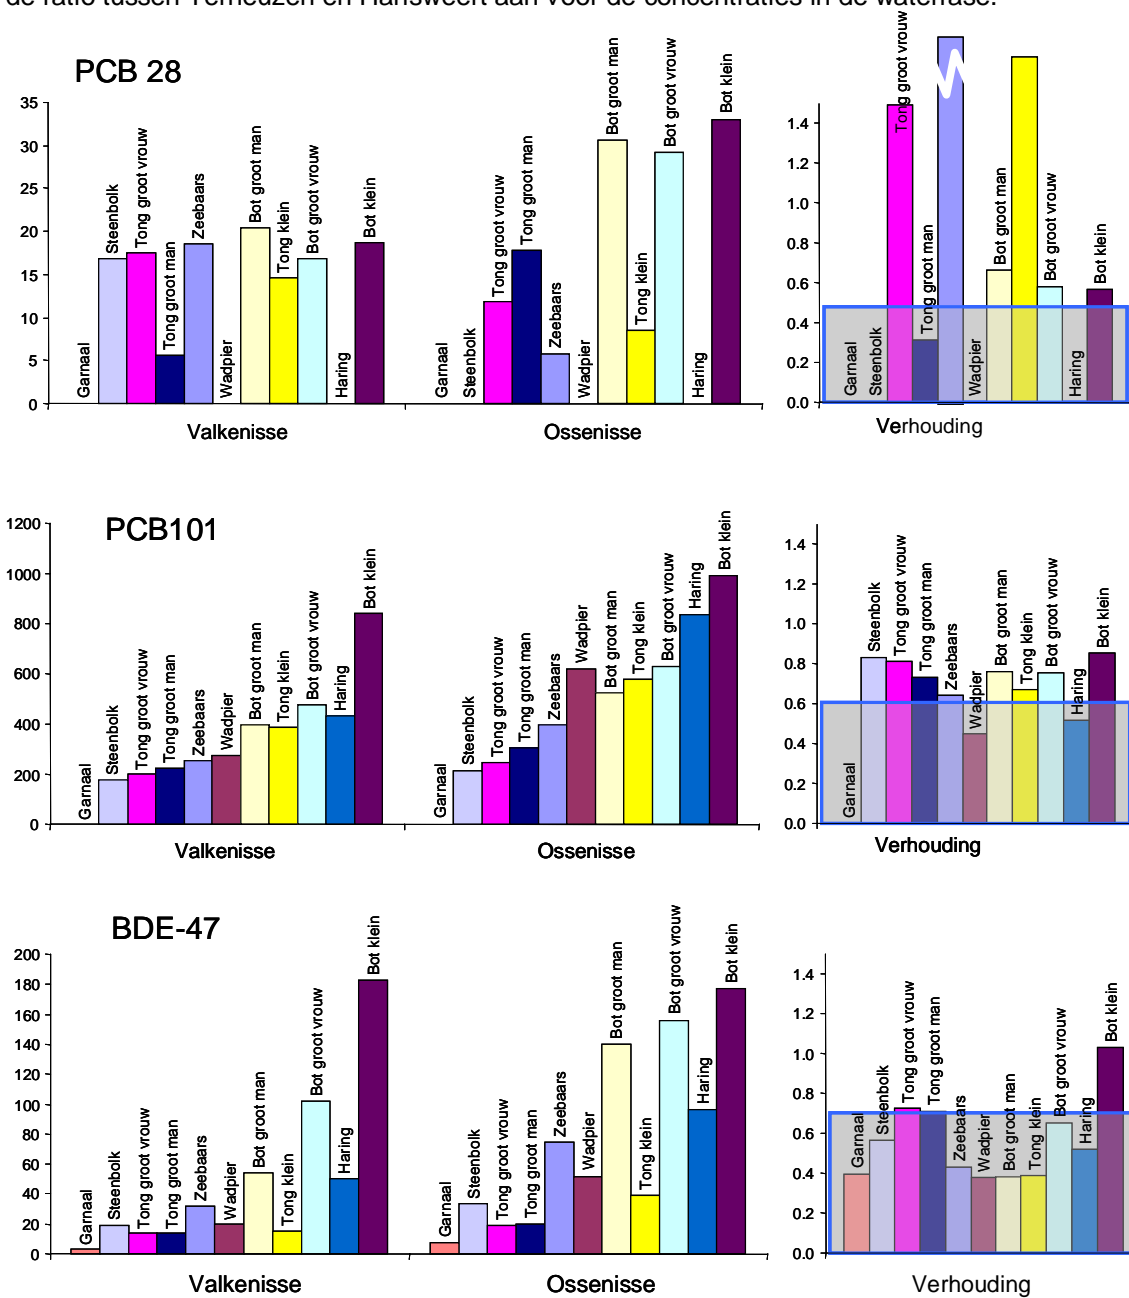 de ratio tussen Terneuzen en Hansweert aan voor de concentraties in de waterfase.
PCB 28
35
30
25
20
15
10
5
0
Garnaal
Steenbolk
Tong groot vrouw
Tong groot man
Zeebaars
Wadpier
Bot groot man
Tong klein
Bot groot vrouw
Haring
Bot klein
Valkenisse
Garnaal
Steenbolk
Tong groot vrouw
Tong groot man
Zeebaars
Wadpier
Bot groot man
Tong klein
Bot groot vrouw
Haring
Bot klein
Ossenisse
1.4
1.2
1.0
0.8
0.6
0.4
0.2
0.0
Garnaal
Steenbolk
Tong groot vrouw
Tong groot man
Wadpier
Bot groot man
Bot groot vrouw
Haring
Bot klein
Verhouding
PCB101
1200
1000
800
600
400
200
0
Garnaal
Steenbolk
Tong groot vrouw
Tong groot man
Zeebaars
Wadpier
Bot groot man
Tong klein
Bot groot vrouw
Haring
Bot klein
Valkenisse
Garnaal
Steenbolk
Tong groot vrouw
Tong groot man
Zeebaars
Wadpier
Bot groot man
Tong klein
Bot groot vrouw
Haring
Bot klein
Ossenisse
1.4
1.2
1.0
0.8
0.6
0.4
0.2
0.0
Garnaal
Steenbolk
Tong groot vrouw
Tong groot man
Zeebaars
Wadpier
Bot groot man
Tong klein
Bot groot vrouw
Haring
Bot klein
Verhouding
BDE-47
200
180
160
140
120
100
80
60
40
20
0
Garnaal
Steenbolk
Tong groot vrouw
Tong groot man
Zeebaars
Wadpier
Bot groot man
Tong klein
Bot groot vrouw
Haring
Bot klein
Valkenisse
Garnaal
Steenbolk
Tong groot vrouw
Tong groot man
Zeebaars
Wadpier
Bot groot man
Tong klein
Bot groot vrouw
Haring
Bot klein
Ossenisse
1.4
1.2
1.0
0.8
0.6
0.4
0.2
0.0
Garnaal
Steenbolk
Tong groot vrouw
Tong groot man
Zeebaars
Wadpier
Bot groot man
Tong klein
Bot groot vrouw
Haring
Bot klein
Verhouding